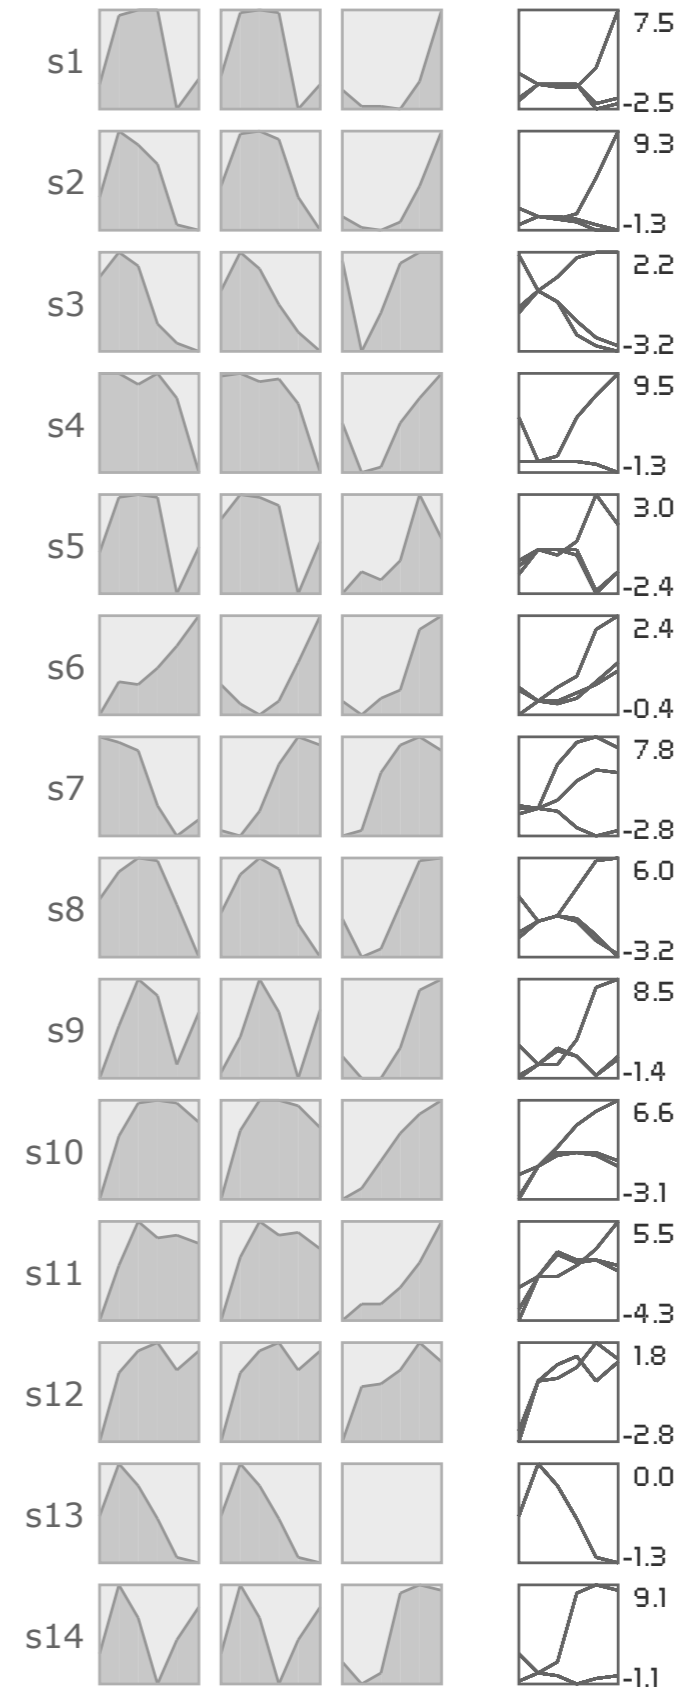 s1 7.5
-2.5
s2 9.3
-1.3
s3 2.2
-3.2
s4 9.5
-1.3
s5 3.0
-2.4
s6 2.4
-0.4
s7 7.8
-2.8
s8 6.0
-3.2
s9 8.5
-1.4
s10 6.6
-3.1
s11 5.5
-4.3
s12 1.8
-2.8
s13 0.0
-1.3
s14 9.1
-1.1